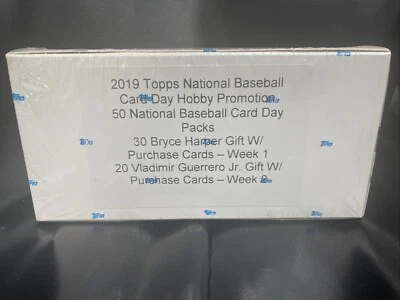 2019 Topps National Baseball
Card Day Hobby Promotion
50 National Baseball Card Day
Packs
30 Bryce Harper Gift W/
Purchase Cards – Week 1
20 Vladimir Guerrero Jr. Gift W/
Purchase Cards – Week 2